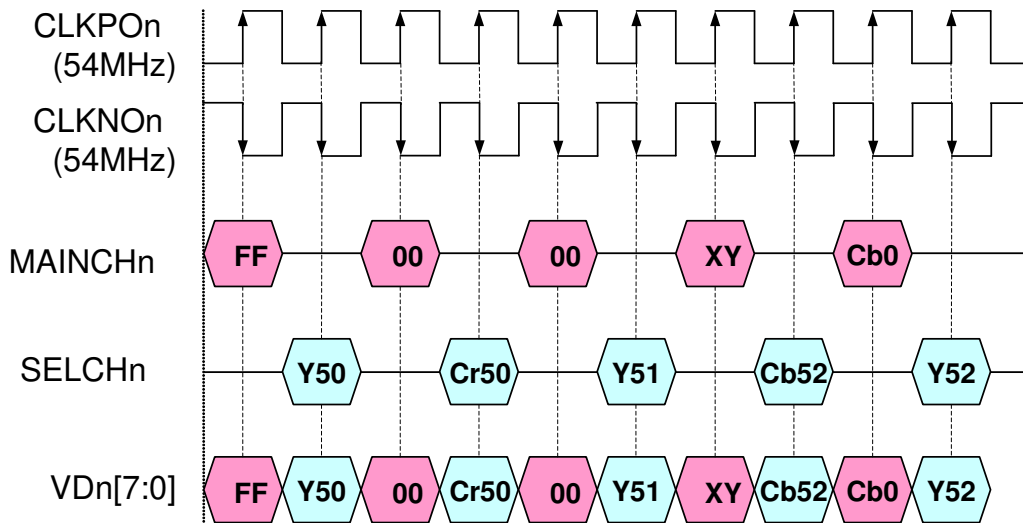 CLKPOn
(54MHz)
CLKNOn
(54MHz)
MAINCHn FF 00 00 XY Cb0
SELCHn Y50 Cr50 Y51 Cb52 Y52
VDn[7:0] FF Y50 00 Cr50 00 Y51 XY Cb52 Cb0 Y52